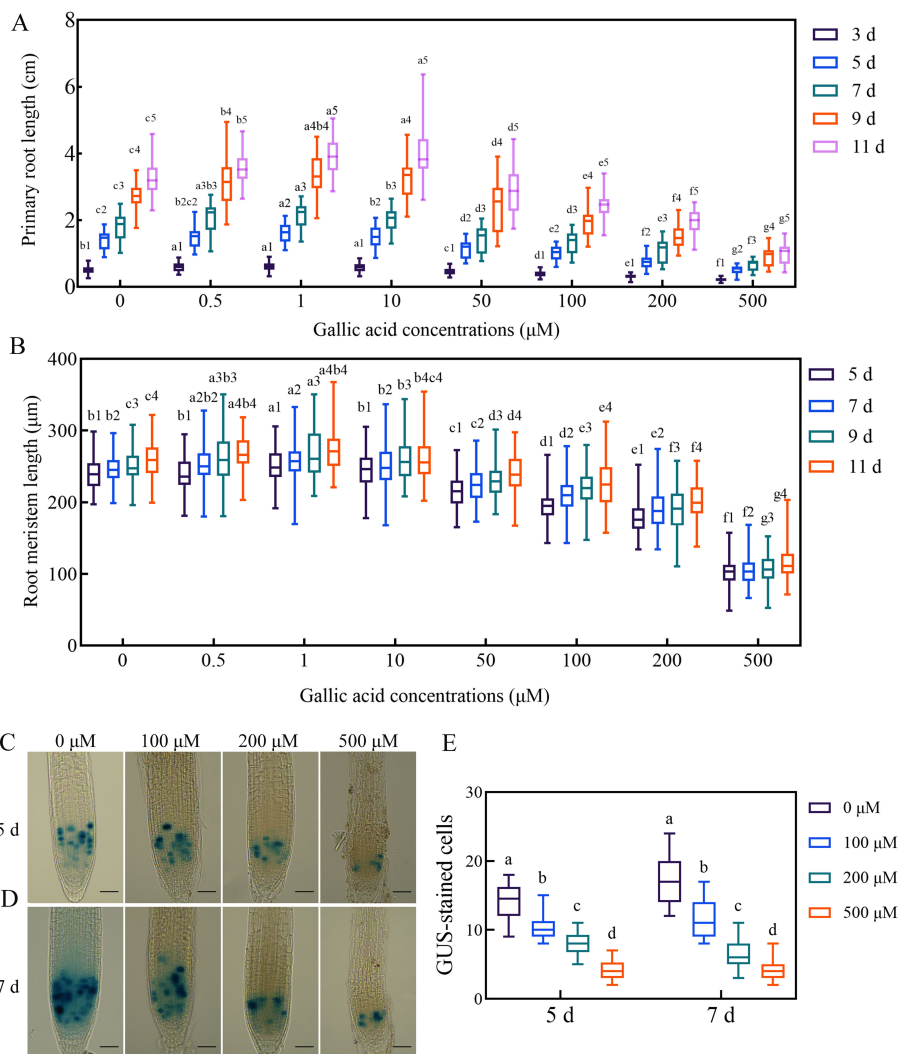 A
Primary root length (cm)
8
6
4
2
0
b1 c2 c3 c4 c5
a1 b2c2 a3b3 b4 b5
a1 a2 a3 a4b4 a5
a1 b2 b3 a4 a5
c1 d2 d3 d4 d5
d1 e2 d3 e4 e5
e1 f2 e3 f4 f5
f1 g2 f3 g4 g5
0 0.5 1 10 50 100 200 500
Gallic acid concentrations (μM)
3 d
5 d
7 d
9 d
11 d
B
Root meristem length (μm)
400
300
200
100
0
b1 b2 c3 c4
b1 a2b2 a3b3 a4b4
a1 a2 a3 a4b4
b1 b2 b3 b4c4
c1 c2 d3 d4
d1 d2 e3 e4
e1 e2 f3 f4
f1 f2 g3 g4
0 0.5 1 10 50 100 200 500
Gallic acid concentrations (μM)
5 d
7 d
9 d
11 d
C
0 μM 100 μM 200 μM 500 μM
5 d
D
7 d
E
GUS-stained cells
30
20
10
0
a b c d
a b c d
5 d 7 d
0 μM
100 μM
200 μM
500 μM